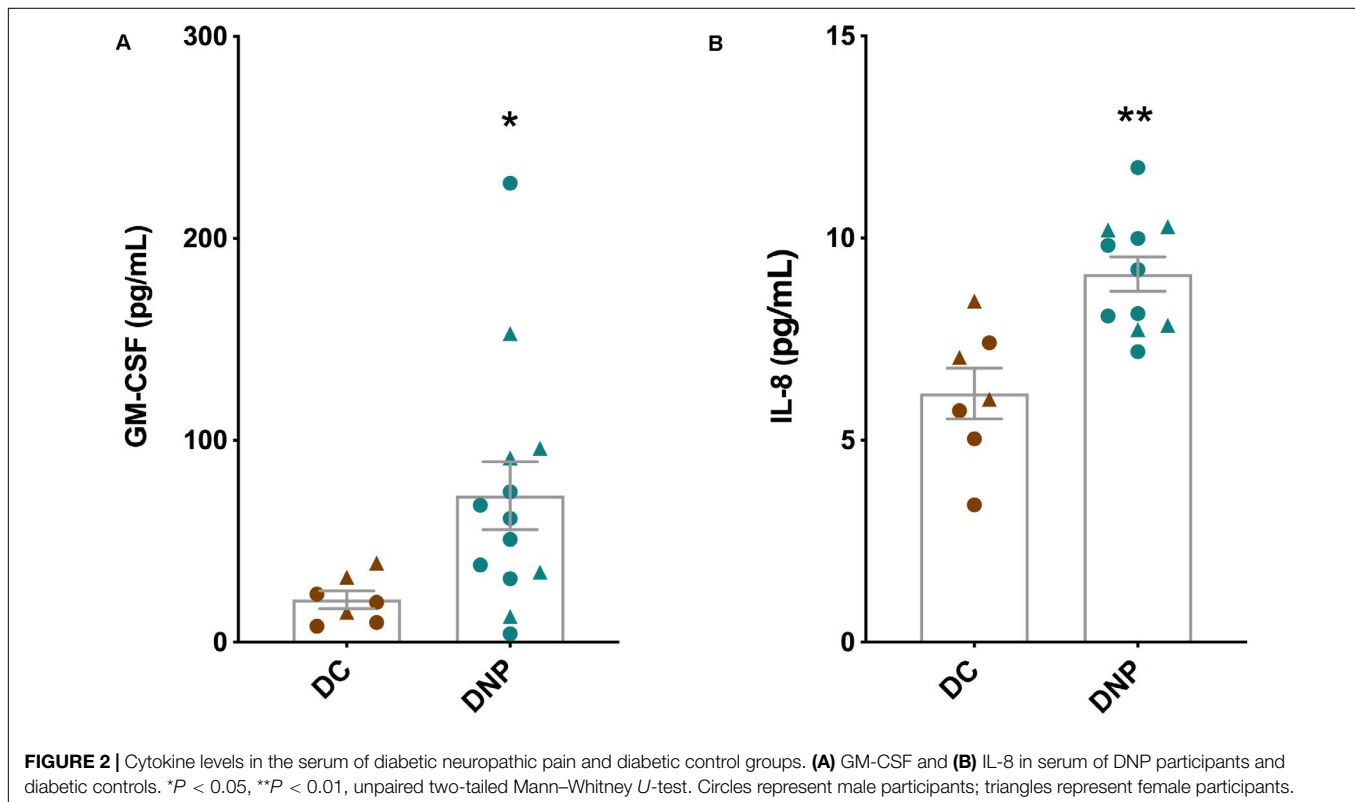 A
GM-CSF (pg/mL)
300
200
100
0
*
DC
DNP
B
IL-8 (pg/mL)
15
10
5
0
**
DC
DNP
FIGURE 2 | Cytokine levels in the serum of diabetic neuropathic pain and diabetic control groups. (A) GM-CSF and (B) IL-8 in serum of DNP participants and
diabetic controls. *P < 0.05, **P < 0.01, unpaired two-tailed Mann–Whitney U-test. Circles represent male participants; triangles represent female participants.